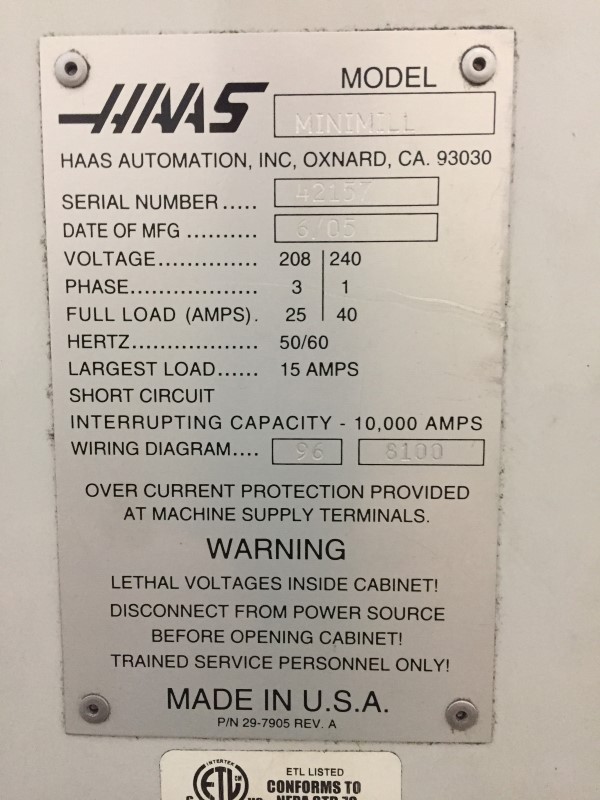 HAAS
MODEL
MINIMILL
HAAS AUTOMATION, INC, OXNARD, CA. 93030
SERIAL NUMBER ..... 42157
DATE OF MFG .......... 6/05
VOLTAGE.............. 208 | 240
PHASE.................. 3 | 1
FULL LOAD (AMPS). 25 | 40
HERTZ.................. 50/60
LARGEST LOAD...... 15 AMPS
SHORT CIRCUIT
INTERRUPTING CAPACITY - 10,000 AMPS
WIRING DIAGRAM.... 96 8100
OVER CURRENT PROTECTION PROVIDED
AT MACHINE SUPPLY TERMINALS.
WARNING
LETHAL VOLTAGES INSIDE CABINET!
DISCONNECT FROM POWER SOURCE
BEFORE OPENING CABINET!
TRAINED SERVICE PERSONNEL ONLY!
MADE IN U.S.A.
P/N 29-7905 REV. A
INTERTEK
ETL
CM
ETL LISTED
CONFORMS TO